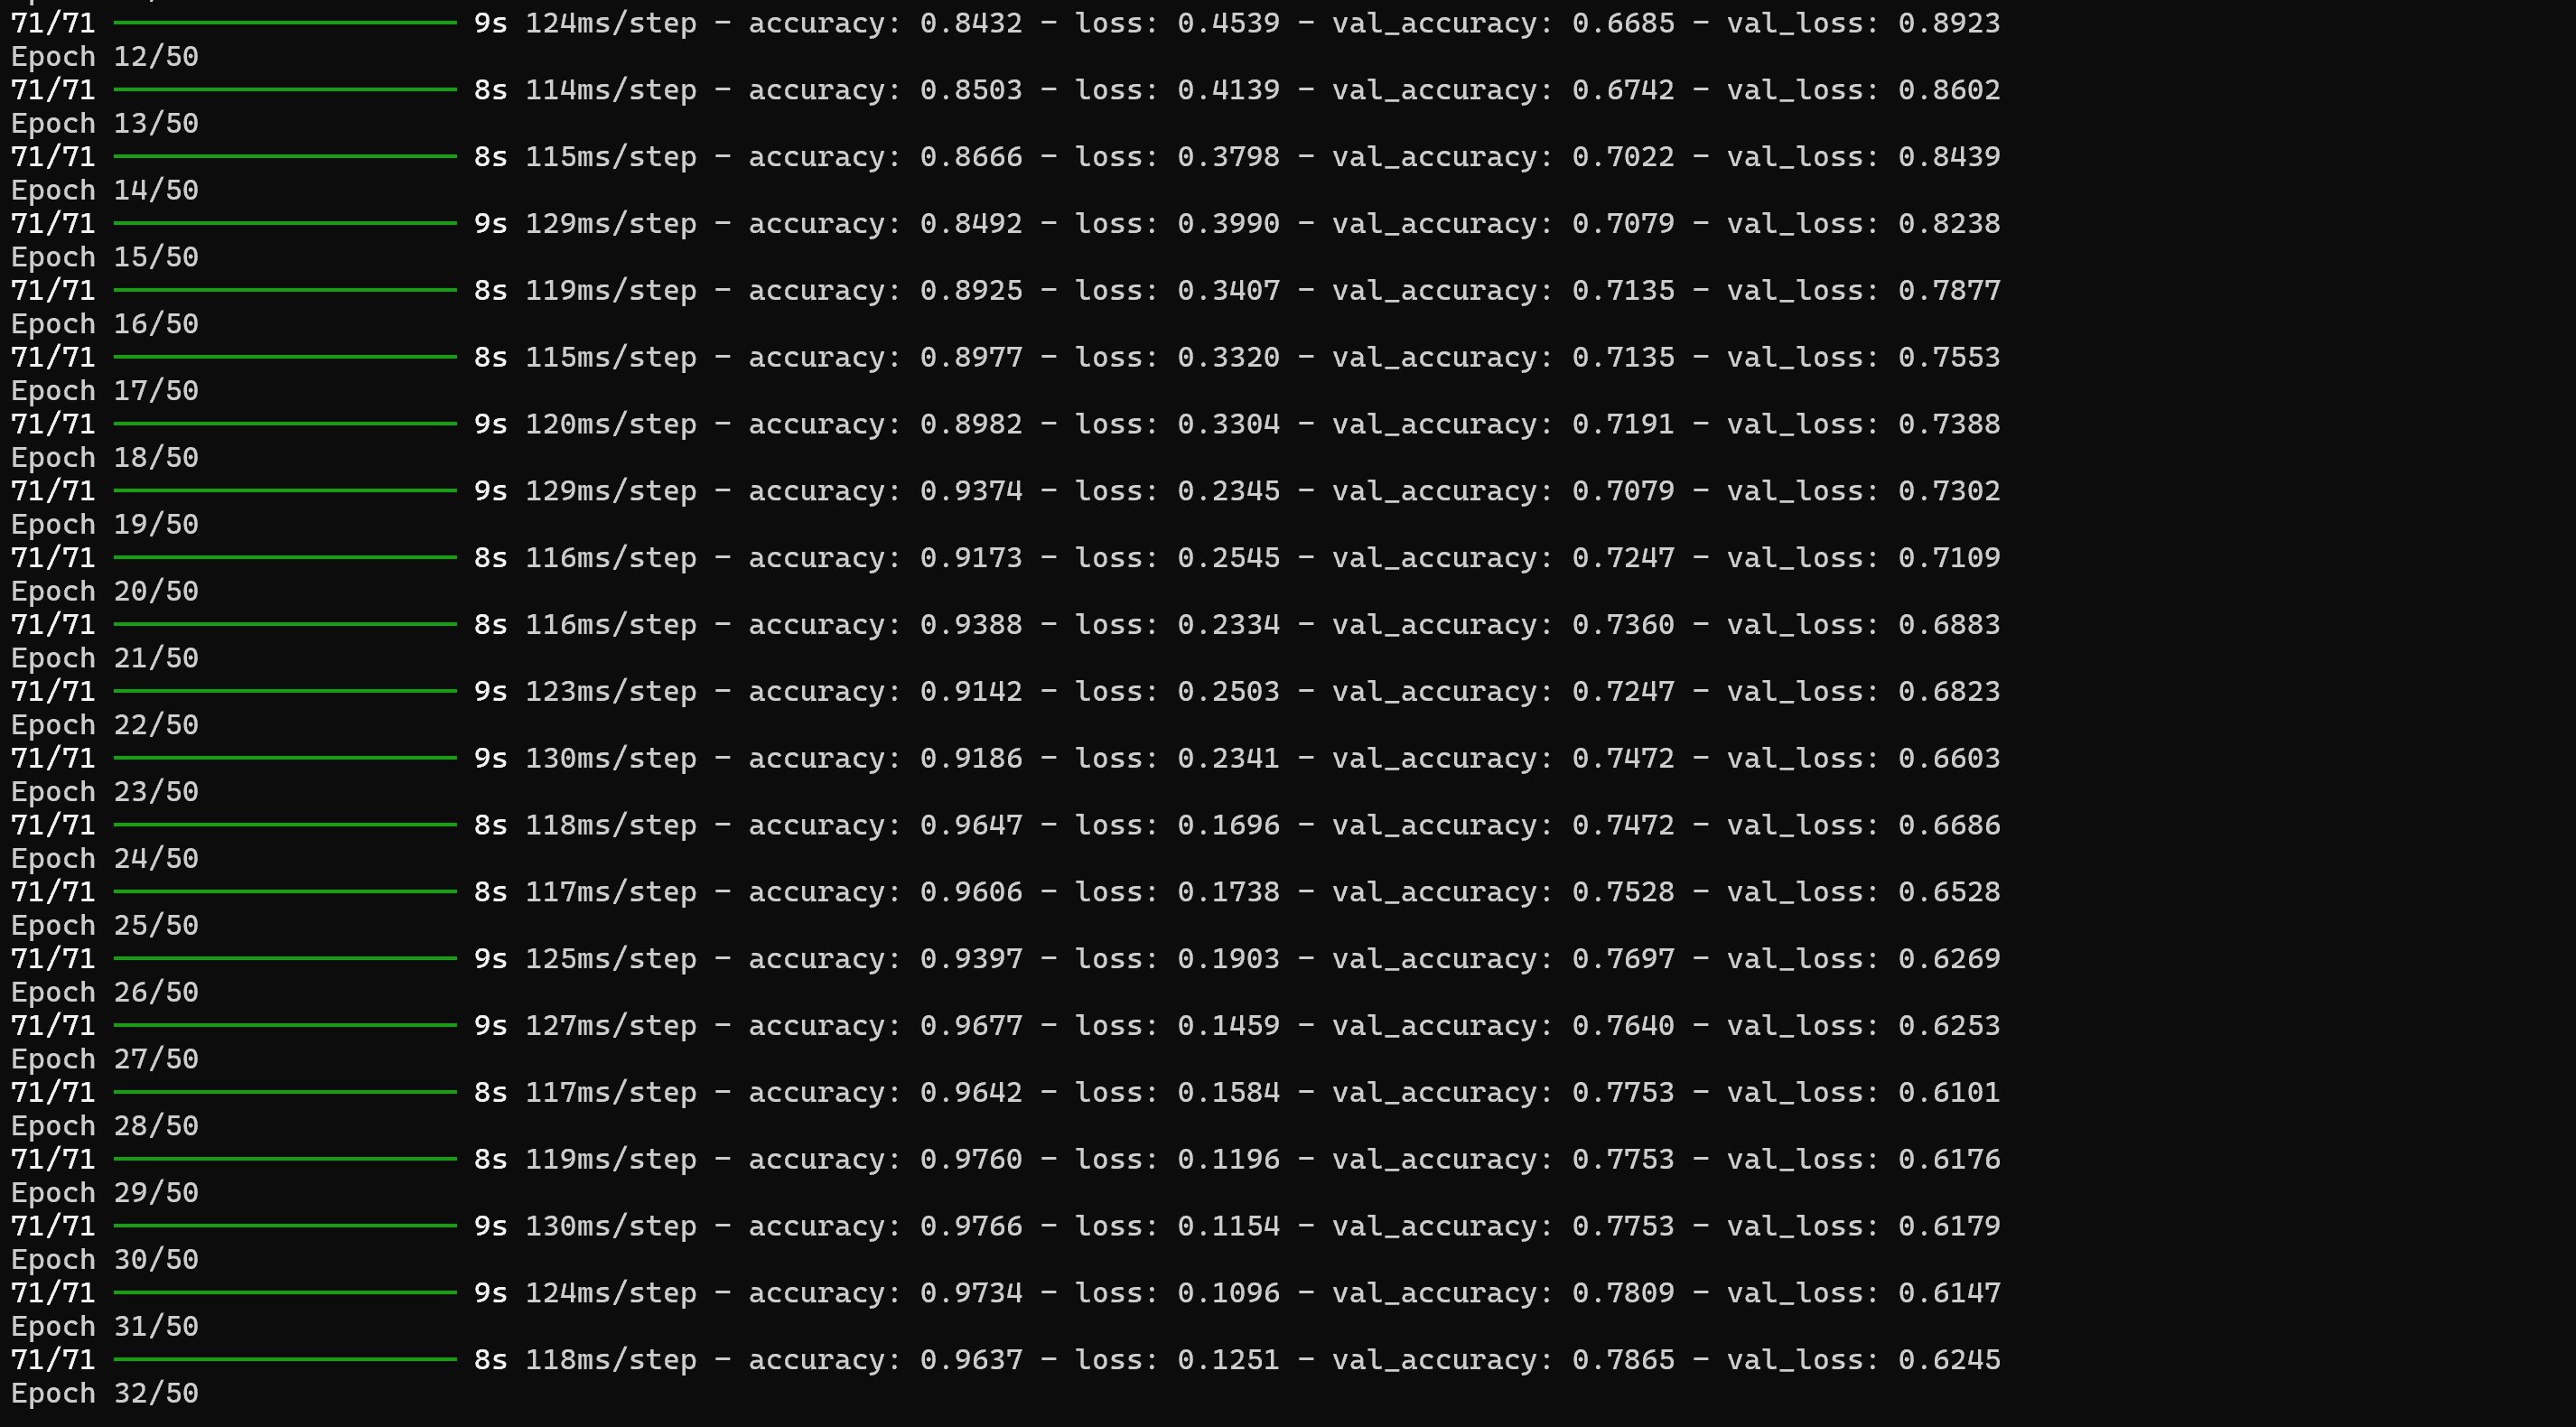 71/71 ━━━━━━━━━━━━━━━━━━━━ 9s 124ms/step - accuracy: 0.8432 - loss: 0.4539 - val_accuracy: 0.6685 - val_loss: 0.8923
Epoch 12/50
71/71 ━━━━━━━━━━━━━━━━━━━━ 8s 114ms/step - accuracy: 0.8503 - loss: 0.4139 - val_accuracy: 0.6742 - val_loss: 0.8602
Epoch 13/50
71/71 ━━━━━━━━━━━━━━━━━━━━ 8s 115ms/step - accuracy: 0.8666 - loss: 0.3798 - val_accuracy: 0.7022 - val_loss: 0.8439
Epoch 14/50
71/71 ━━━━━━━━━━━━━━━━━━━━ 9s 129ms/step - accuracy: 0.8492 - loss: 0.3990 - val_accuracy: 0.7079 - val_loss: 0.8238
Epoch 15/50
71/71 ━━━━━━━━━━━━━━━━━━━━ 8s 119ms/step - accuracy: 0.8925 - loss: 0.3407 - val_accuracy: 0.7135 - val_loss: 0.7877
Epoch 16/50
71/71 ━━━━━━━━━━━━━━━━━━━━ 8s 115ms/step - accuracy: 0.8977 - loss: 0.3320 - val_accuracy: 0.7135 - val_loss: 0.7553
Epoch 17/50
71/71 ━━━━━━━━━━━━━━━━━━━━ 9s 120ms/step - accuracy: 0.8982 - loss: 0.3304 - val_accuracy: 0.7191 - val_loss: 0.7388
Epoch 18/50
71/71 ━━━━━━━━━━━━━━━━━━━━ 9s 129ms/step - accuracy: 0.9374 - loss: 0.2345 - val_accuracy: 0.7079 - val_loss: 0.7302
Epoch 19/50
71/71 ━━━━━━━━━━━━━━━━━━━━ 8s 116ms/step - accuracy: 0.9173 - loss: 0.2545 - val_accuracy: 0.7247 - val_loss: 0.7109
Epoch 20/50
71/71 ━━━━━━━━━━━━━━━━━━━━ 8s 116ms/step - accuracy: 0.9388 - loss: 0.2334 - val_accuracy: 0.7360 - val_loss: 0.6883
Epoch 21/50
71/71 ━━━━━━━━━━━━━━━━━━━━ 9s 123ms/step - accuracy: 0.9142 - loss: 0.2503 - val_accuracy: 0.7247 - val_loss: 0.6823
Epoch 22/50
71/71 ━━━━━━━━━━━━━━━━━━━━ 9s 130ms/step - accuracy: 0.9186 - loss: 0.2341 - val_accuracy: 0.7472 - val_loss: 0.6603
Epoch 23/50
71/71 ━━━━━━━━━━━━━━━━━━━━ 8s 118ms/step - accuracy: 0.9647 - loss: 0.1696 - val_accuracy: 0.7472 - val_loss: 0.6686
Epoch 24/50
71/71 ━━━━━━━━━━━━━━━━━━━━ 8s 117ms/step - accuracy: 0.9606 - loss: 0.1738 - val_accuracy: 0.7528 - val_loss: 0.6528
Epoch 25/50
71/71 ━━━━━━━━━━━━━━━━━━━━ 9s 125ms/step - accuracy: 0.9397 - loss: 0.1903 - val_accuracy: 0.7697 - val_loss: 0.6269
Epoch 26/50
71/71 ━━━━━━━━━━━━━━━━━━━━ 9s 127ms/step - accuracy: 0.9677 - loss: 0.1459 - val_accuracy: 0.7640 - val_loss: 0.6253
Epoch 27/50
71/71 ━━━━━━━━━━━━━━━━━━━━ 8s 117ms/step - accuracy: 0.9642 - loss: 0.1584 - val_accuracy: 0.7753 - val_loss: 0.6101
Epoch 28/50
71/71 ━━━━━━━━━━━━━━━━━━━━ 8s 119ms/step - accuracy: 0.9760 - loss: 0.1196 - val_accuracy: 0.7753 - val_loss: 0.6176
Epoch 29/50
71/71 ━━━━━━━━━━━━━━━━━━━━ 9s 130ms/step - accuracy: 0.9766 - loss: 0.1154 - val_accuracy: 0.7753 - val_loss: 0.6179
Epoch 30/50
71/71 ━━━━━━━━━━━━━━━━━━━━ 9s 124ms/step - accuracy: 0.9734 - loss: 0.1096 - val_accuracy: 0.7809 - val_loss: 0.6147
Epoch 31/50
71/71 ━━━━━━━━━━━━━━━━━━━━ 8s 118ms/step - accuracy: 0.9637 - loss: 0.1251 - val_accuracy: 0.7865 - val_loss: 0.6245
Epoch 32/50